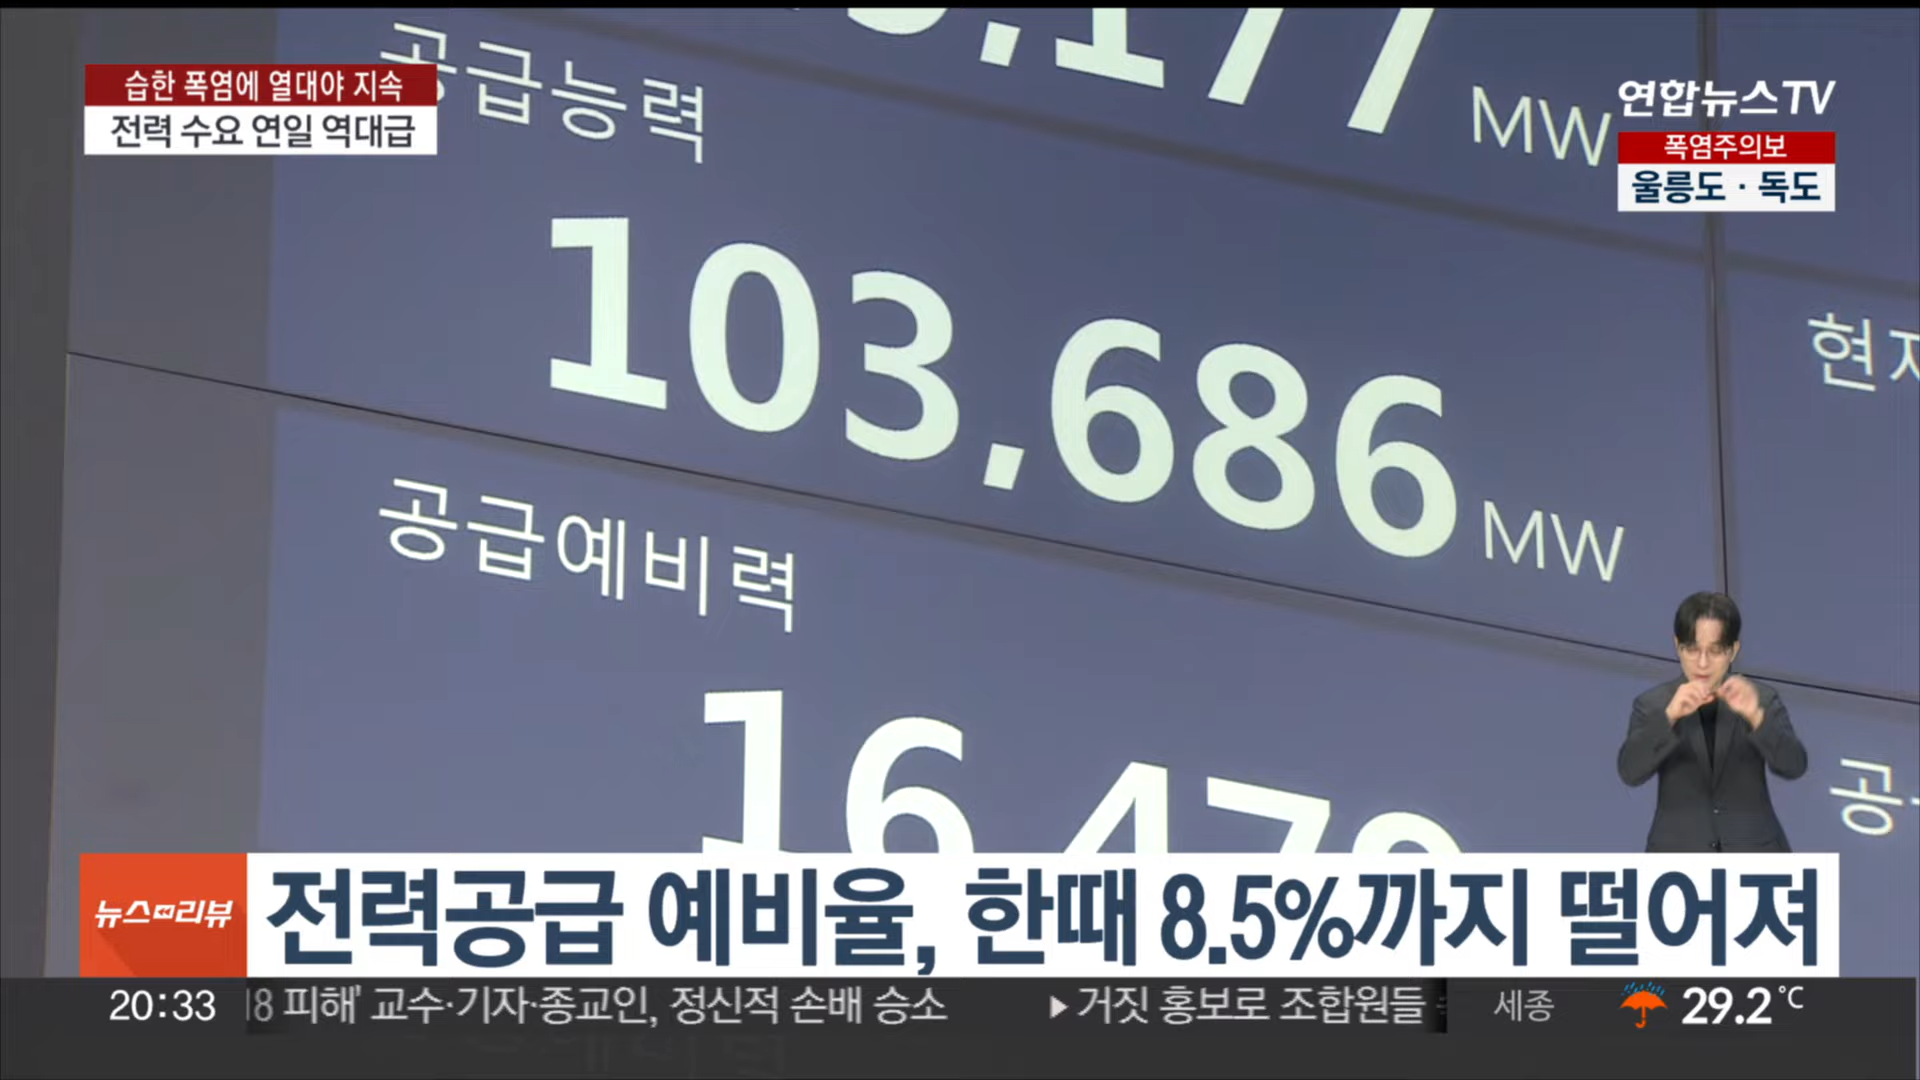 습한 폭염에 열대야 지속
전력 수요 연일 역대급
연합뉴스TV
폭염주의보
울릉도 · 독도
MW
공급능력
103,686 MW
공급예비력
16,47
뉴스리뷰
전력공급 예비율, 한때 8.5%까지 떨어져
20:33
18 피해' 교수·기자·종교인, 정신적 손배 승소
▶거짓 홍보로 조합원들
세종
29.2℃